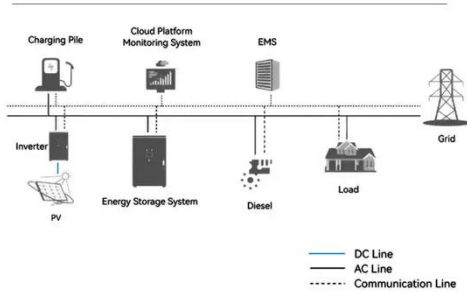 Charging Pile
Cloud Platform
Monitoring System
EMS
Grid
Inverter
PV
Energy Storage System
Diesel
Load
DC Line
AC Line
Communication Line